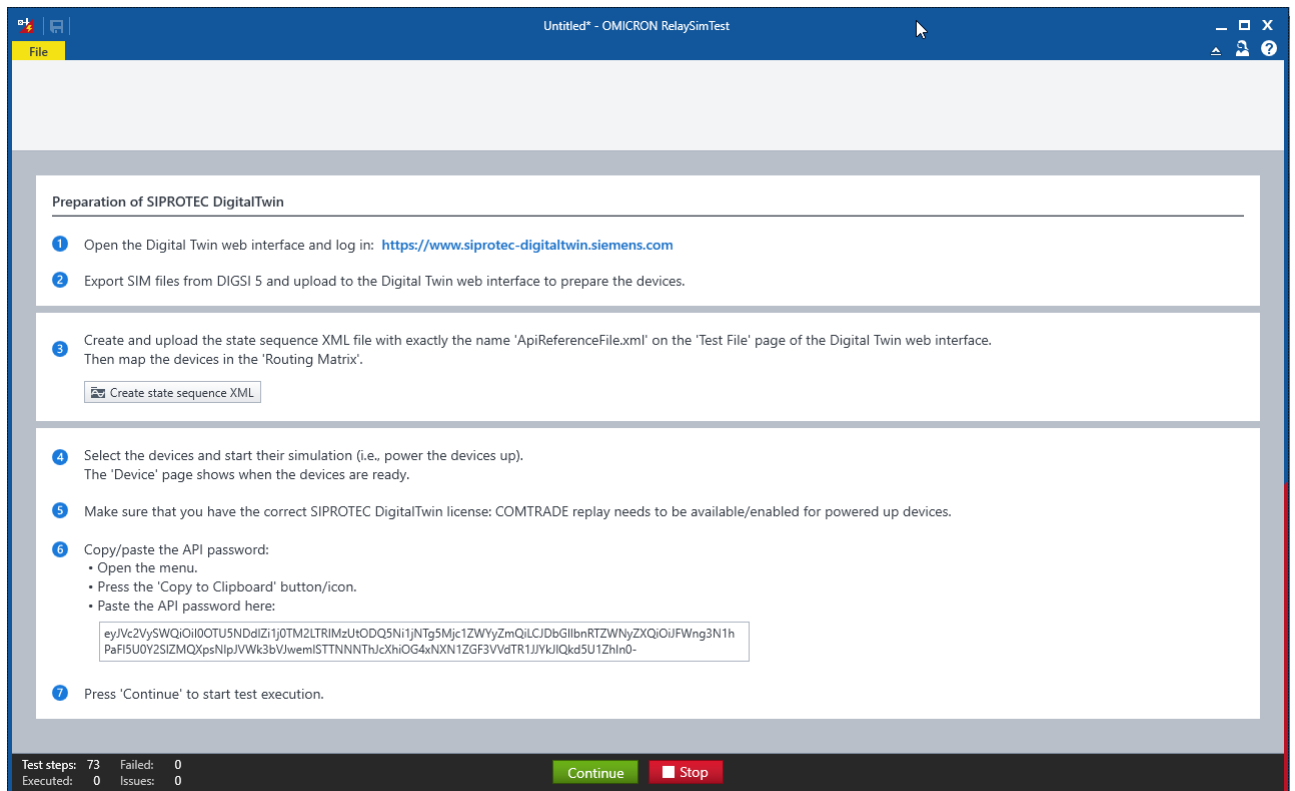 Untitled* - OMICRON RelaySimTest
File
Preparation of SIPROTEC DigitalTwin
1 Open the Digital Twin web interface and log in: https://www.siprotec-digitaltwin.siemens.com
2 Export SIM files from DIGSI 5 and upload to the Digital Twin web interface to prepare the devices.
3 Create and upload the state sequence XML file with exactly the name 'ApiReferenceFile.xml' on the 'Test File' page of the Digital Twin web interface.
Then map the devices in the 'Routing Matrix'.
Create state sequence XML
4 Select the devices and start their simulation (i.e., power the devices up).
The 'Device' page shows when the devices are ready.
5 Make sure that you have the correct SIPROTEC DigitalTwin license: COMTRADE replay needs to be available/enabled for powered up devices.
6 Copy/paste the API password:
• Open the menu.
• Press the 'Copy to Clipboard' button/icon.
• Paste the API password here:
7 Press 'Continue' to start test execution.
Test steps: 73 Failed: 0
Executed: 0 Issues: 0
Continue
Stop